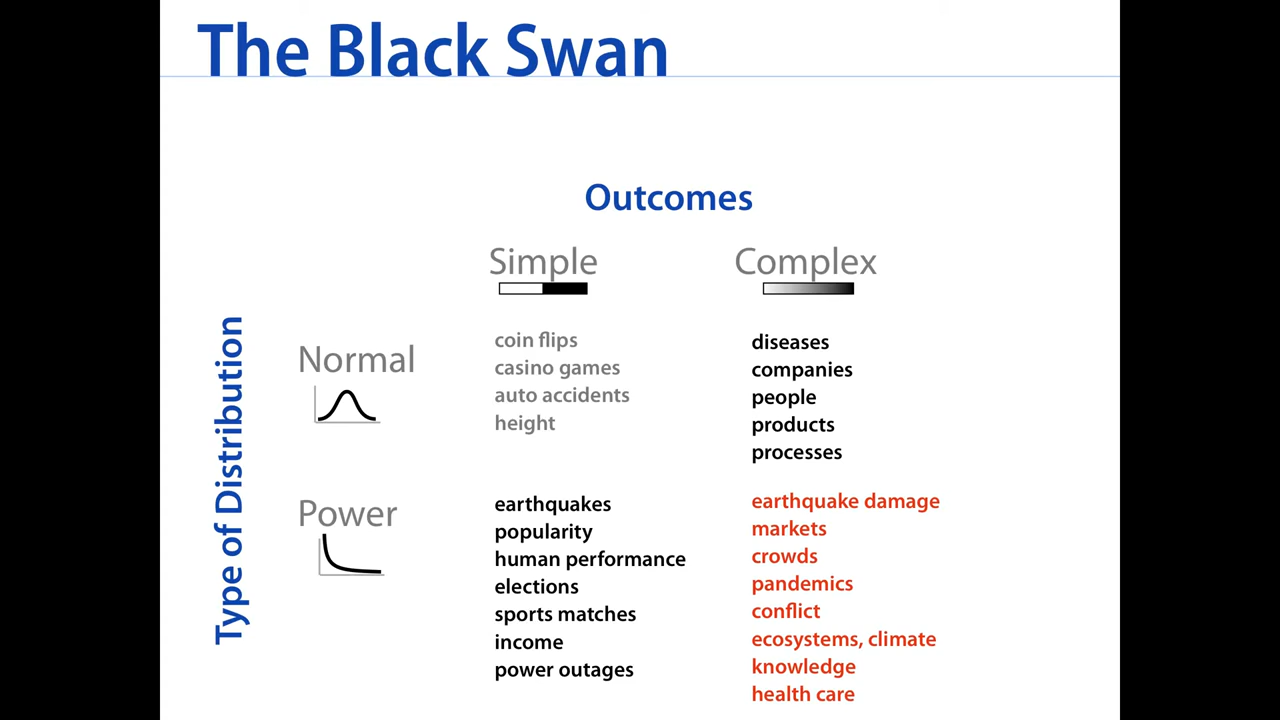 The Black Swan
Outcomes
Simple
Complex
Type of Distribution
Normal
coin flips
casino games
auto accidents
height
diseases
companies
people
products
processes
Power
earthquakes
popularity
human performance
elections
sports matches
income
power outages
earthquake damage
markets
crowds
pandemics
conflict
ecosystems, climate
knowledge
health care